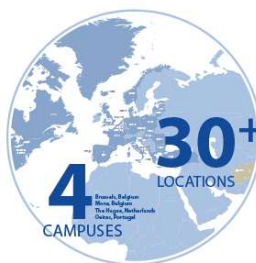 30+
LOCATIONS
4
Brussels, Belgium
Mons, Belgium
The Hague, Netherlands
Oeiras, Portugal
CAMPUSES